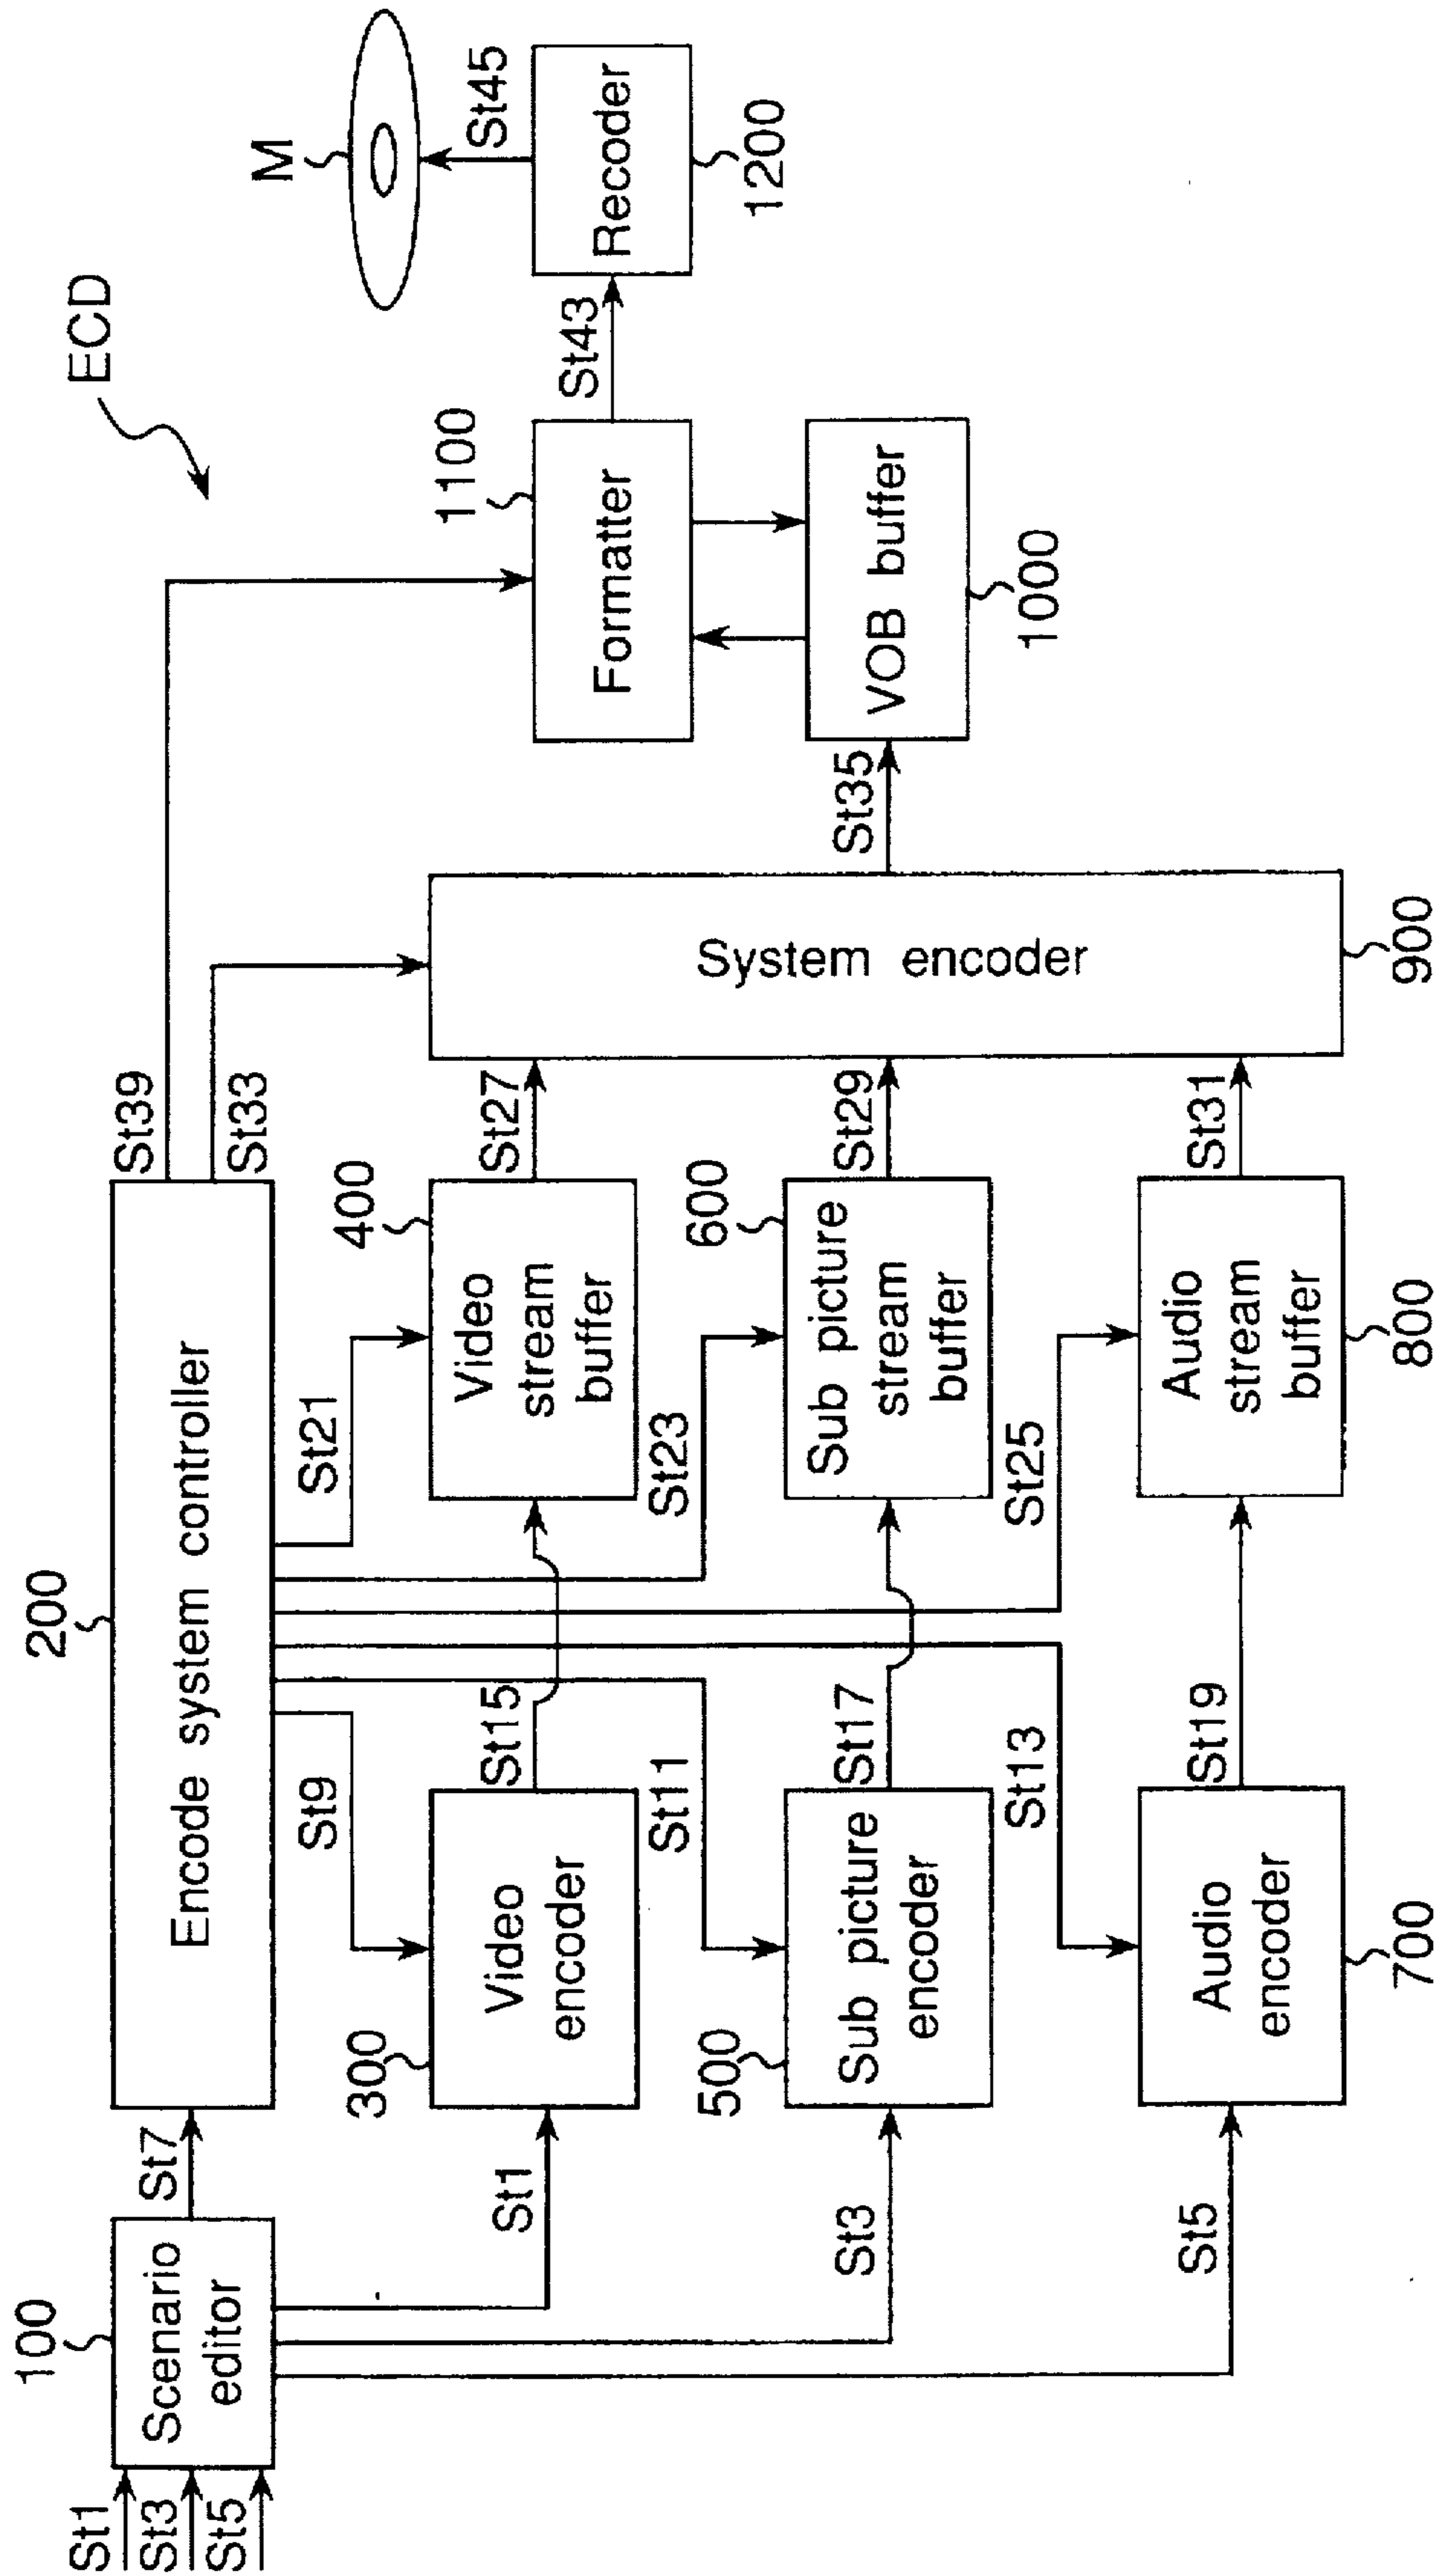 ECD
M
St45
Recoder
1200
St43
1100
Formatter
VOB buffer
1000
St35
St39
St33
System encoder
900
200
Encode system controller
St21
400
Video
stream
buffer
St27
St23
600
Sub picture
stream
buffer
St29
St25
Audio
stream
buffer
800
St31
St9
300
Video
encoder
St15
St11
500
Sub picture
encoder
St17
St13
Audio
encoder
700
St19
100
Scenario
editor
St7
St1
St3
St5
St1
St3
St5